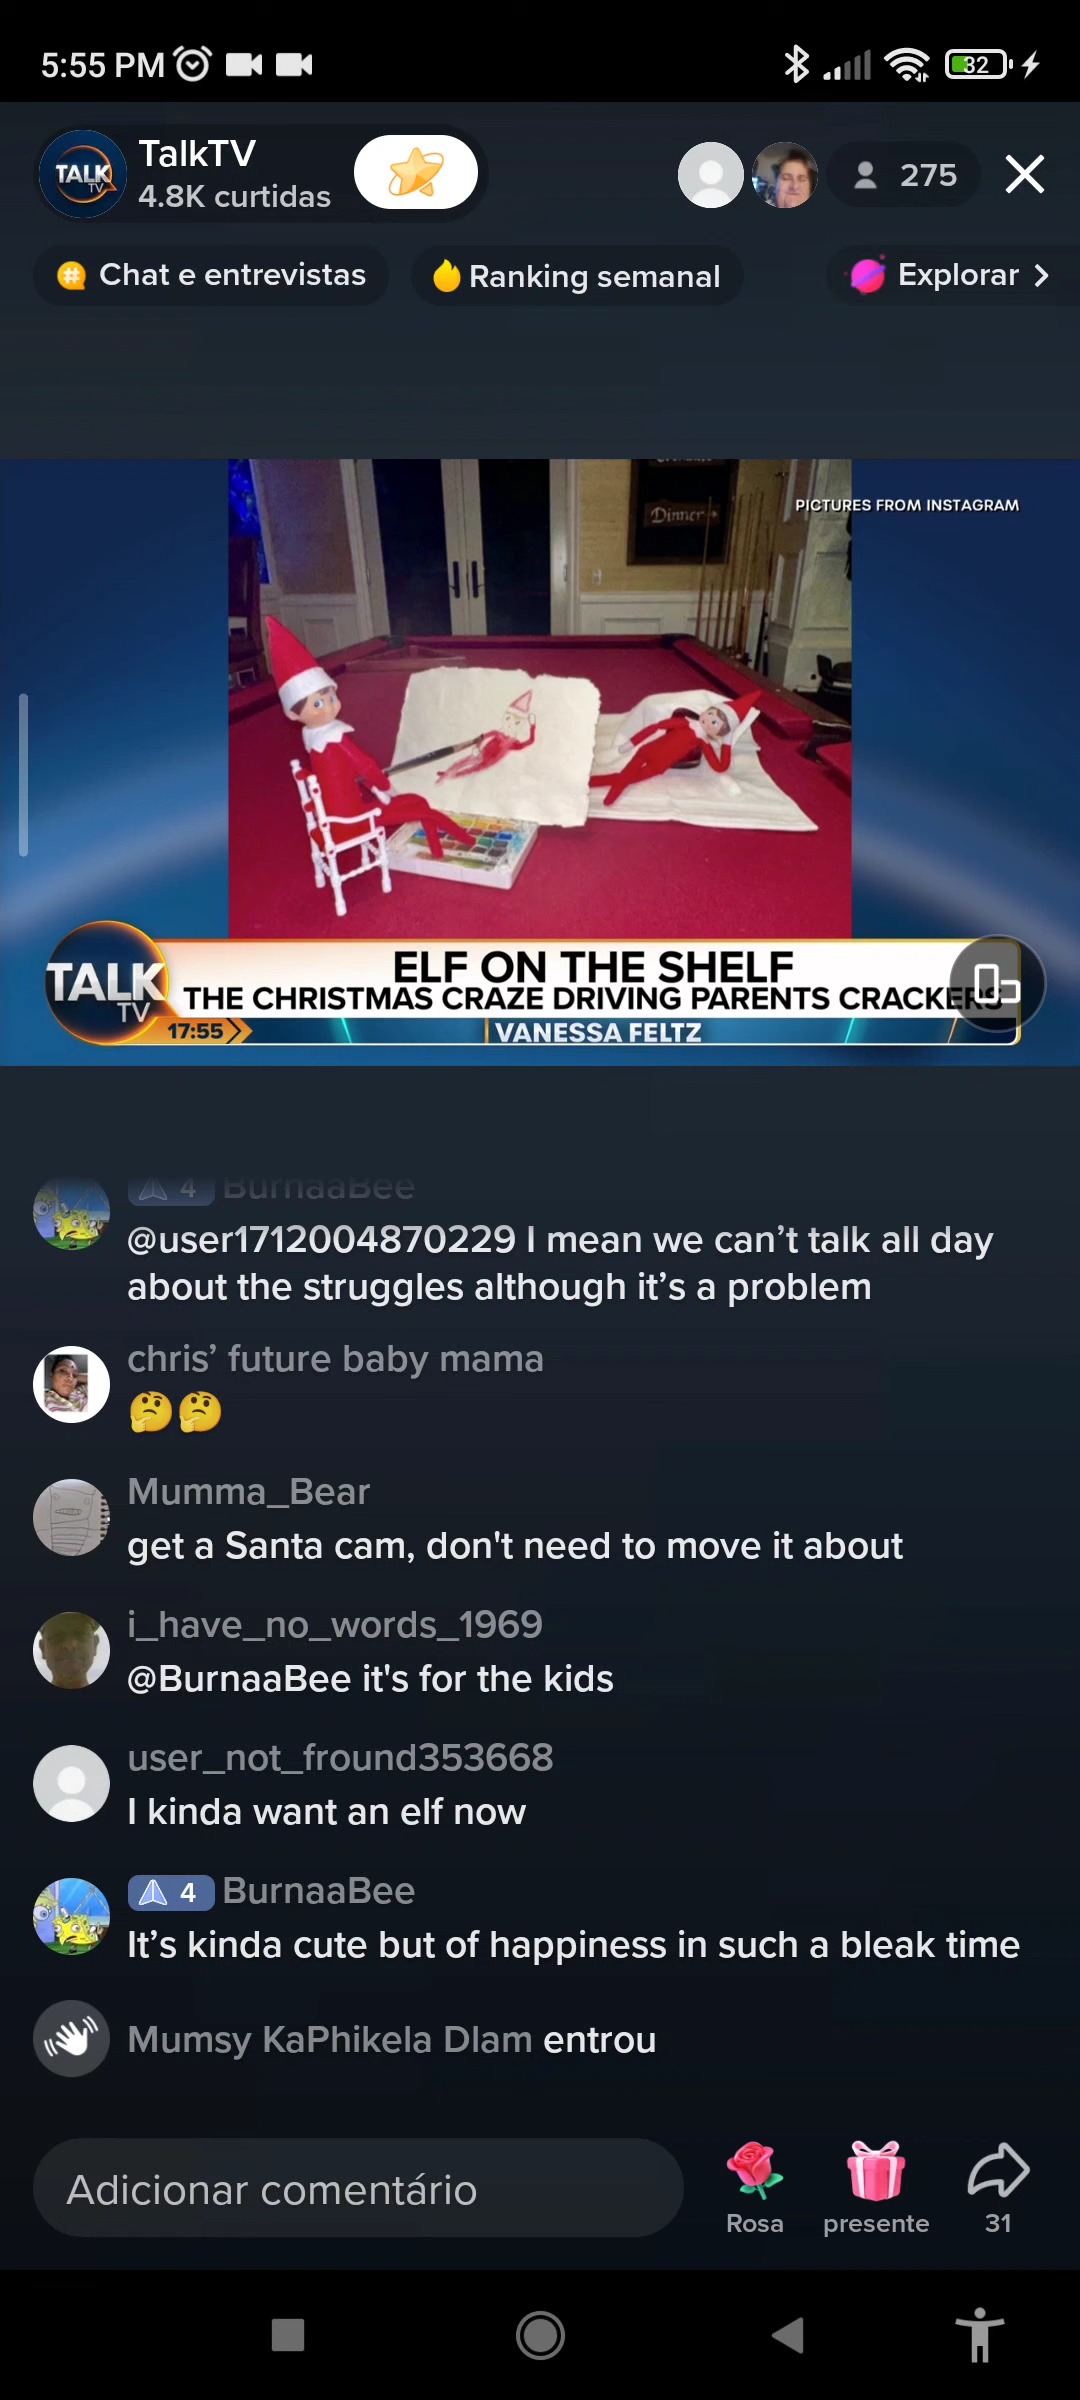 5:55 PM
32
TALK
TV
TalkTV
4.8K curtidas
275
Chat e entrevistas
Ranking semanal
Explorar
PICTURES FROM INSTAGRAM
Dinner
ELF ON THE SHELF
THE CHRISTMAS CRAZE DRIVING PARENTS CRACKERS
TALK
TV
17:55
VANESSA FELTZ
4 BurnaaBee
@user1712004870229 I mean we can’t talk all day
about the struggles although it’s a problem
chris’ future baby mama
🤔🤔
Mumma_Bear
get a Santa cam, don't need to move it about
i_have_no_words_1969
@BurnaaBee it's for the kids
user_not_fround353668
I kinda want an elf now
4 BurnaaBee
It’s kinda cute but of happiness in such a bleak time
Mumsy KaPhikela Dlam entrou
Adicionar comentário
Rosa
presente
31